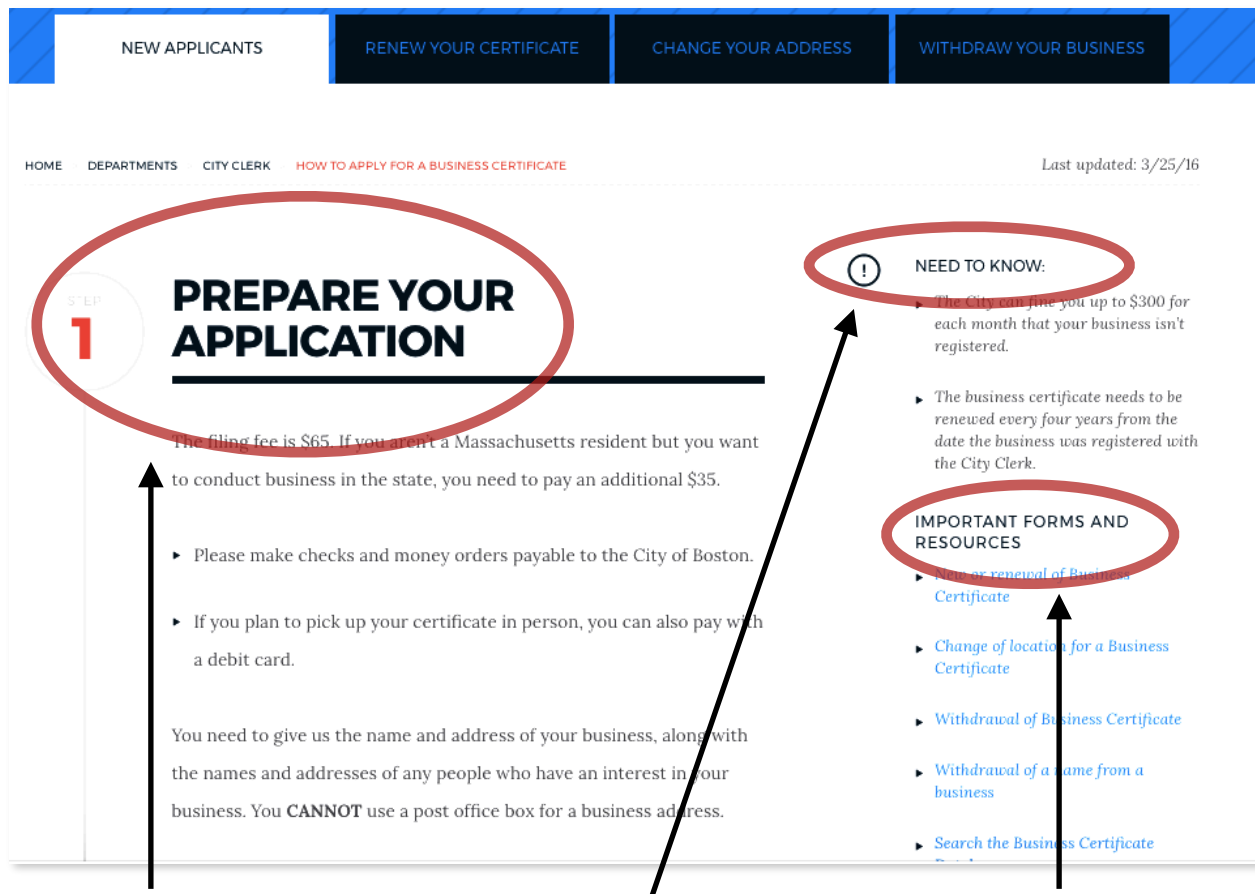 NEW APPLICANTS
RENEW YOUR CERTIFICATE
CHANGE YOUR ADDRESS
WITHDRAW YOUR BUSINESS
HOME DEPARTMENTS CITY CLERK HOW TO APPLY FOR A BUSINESS CERTIFICATE
Last updated: 3/25/16
STEP
1
PREPARE YOUR
APPLICATION
The filing fee is $65. If you aren't a Massachusetts resident but you want
to conduct business in the state, you need to pay an additional $35.
Please make checks and money orders payable to the City of Boston.
If you plan to pick up your certificate in person, you can also pay with
a debit card.
You need to give us the name and address of your business, along with
the names and addresses of any people who have an interest in your
business. You CANNOT use a post office box for a business address.
NEED TO KNOW:
The City can fine you up to $300 for
each month that your business isn't
registered.
The business certificate needs to be
renewed every four years from the
date the business was registered with
the City Clerk.
IMPORTANT FORMS AND
RESOURCES
New or renewal of Business
Certificate
Change of location for a Business
Certificate
Withdrawal of Business Certificate
Withdrawal of a name from a
business
Search the Business Certificate